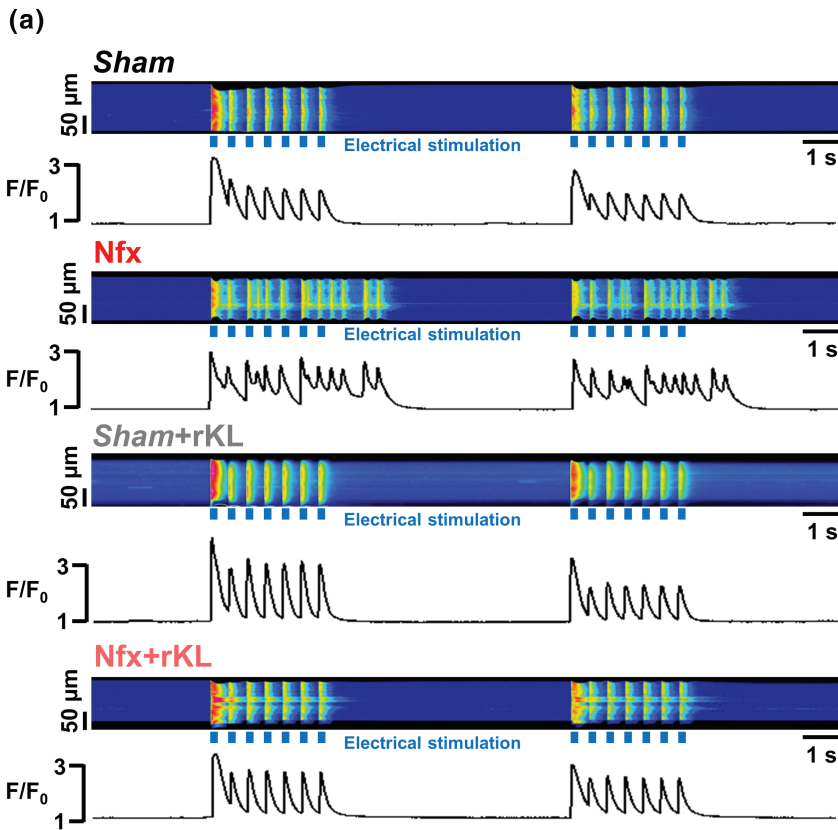 (a)
Sham
50 µm
Electrical stimulation
1 s
3
F/F0
1
Nfx
50 µm
Electrical stimulation
1 s
3
F/F0
1
Sham+rKL
50 µm
Electrical stimulation
1 s
3
F/F0
1
Nfx+rKL
50 µm
Electrical stimulation
1 s
3
F/F0
1